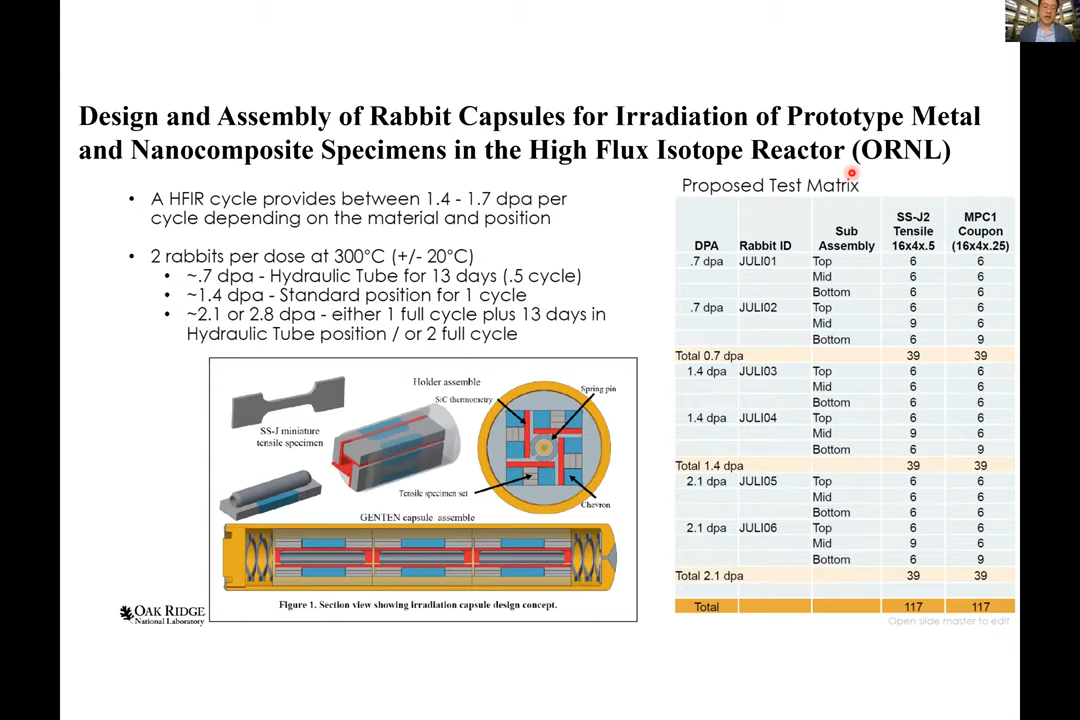 Design and Assembly of Rabbit Capsules for Irradiation of Prototype Metal
and Nanocomposite Specimens in the High Flux Isotope Reactor (ORNL)
• A HFIR cycle provides between 1.4 - 1.7 dpa per
cycle depending on the material and position
• 2 rabbits per dose at 300°C (+/- 20°C)
• ~.7 dpa - Hydraulic Tube for 13 days (.5 cycle)
• ~1.4 dpa - Standard position for 1 cycle
• ~2.1 or 2.8 dpa - either 1 full cycle plus 13 days in
Hydraulic Tube position / or 2 full cycle
Holder assemble
Spring pin
SiC thermometry
SS-J miniature
tensile specimen
Tensile specimen set
Chevron
GENTEN capsule assemble
Figure 1. Section view showing irradiation capsule design concept.
OAK RIDGE
National Laboratory
Proposed Test Matrix
DPA Rabbit ID Sub Assembly SS-J2 Tensile 16x4x.5 MPC1 Coupon (16x4x.25)
.7 dpa JULI01 Top 6 6
Mid 6 6
Bottom 6 6
.7 dpa JULI02 Top 6 6
Mid 9 6
Bottom 6 9
Total 0.7 dpa 39 39
1.4 dpa JULI03 Top 6 6
Mid 6 6
Bottom 6 6
1.4 dpa JULI04 Top 6 6
Mid 9 6
Bottom 6 9
Total 1.4 dpa 39 39
2.1 dpa JULI05 Top 6 6
Mid 6 6
Bottom 6 6
2.1 dpa JULI06 Top 6 6
Mid 9 6
Bottom 6 9
Total 2.1 dpa 39 39
Total 117 117
Open slide master to edit